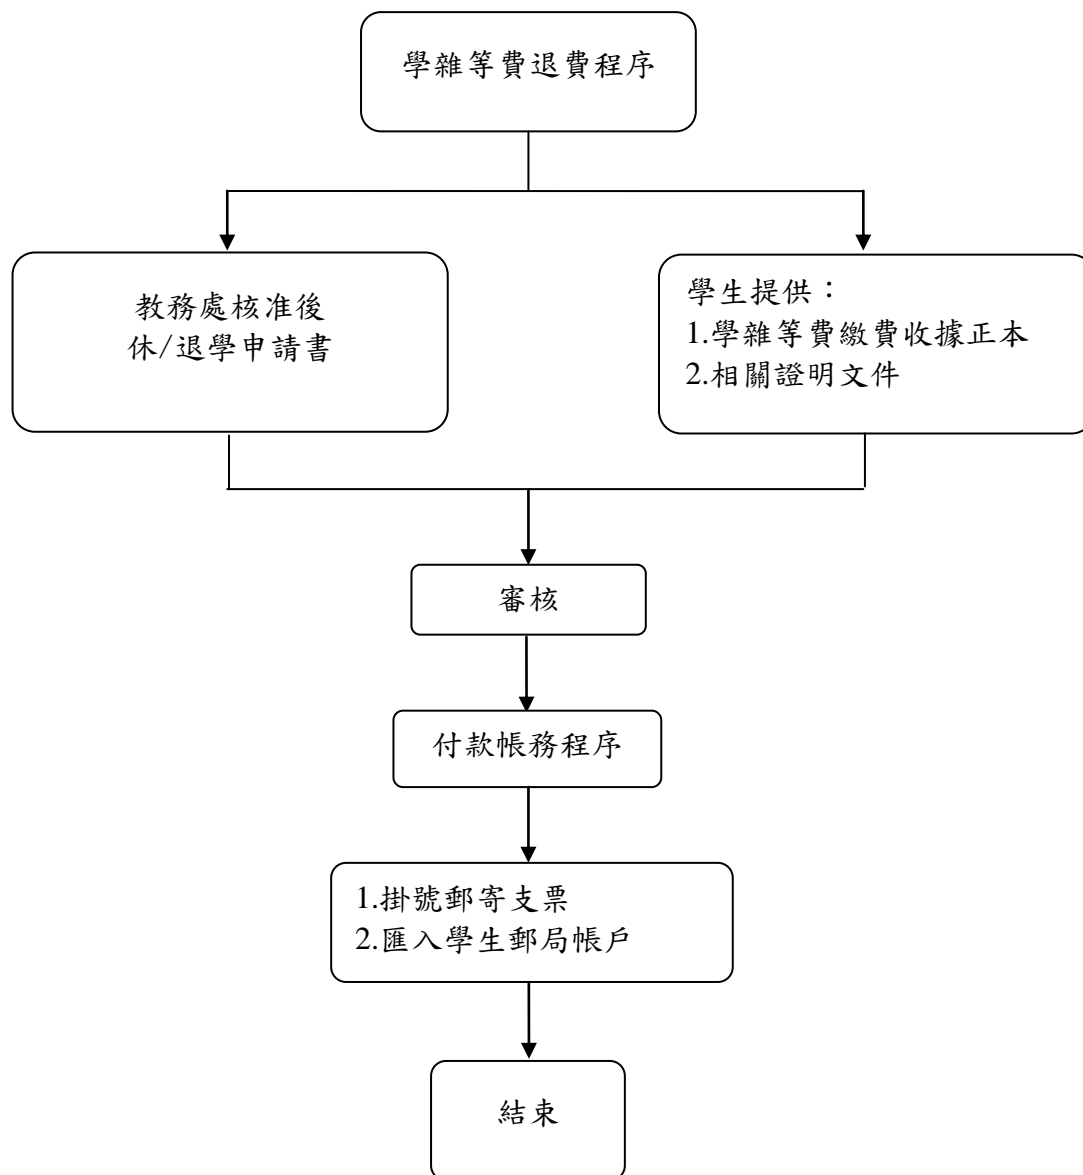 學雜等費退費程序
教務處核准後
休/退學申請書
學生提供：
1.學雜等費繳費收據正本
2.相關證明文件
審核
付款帳務程序
1.掛號郵寄支票
2.匯入學生郵局帳戶
結束